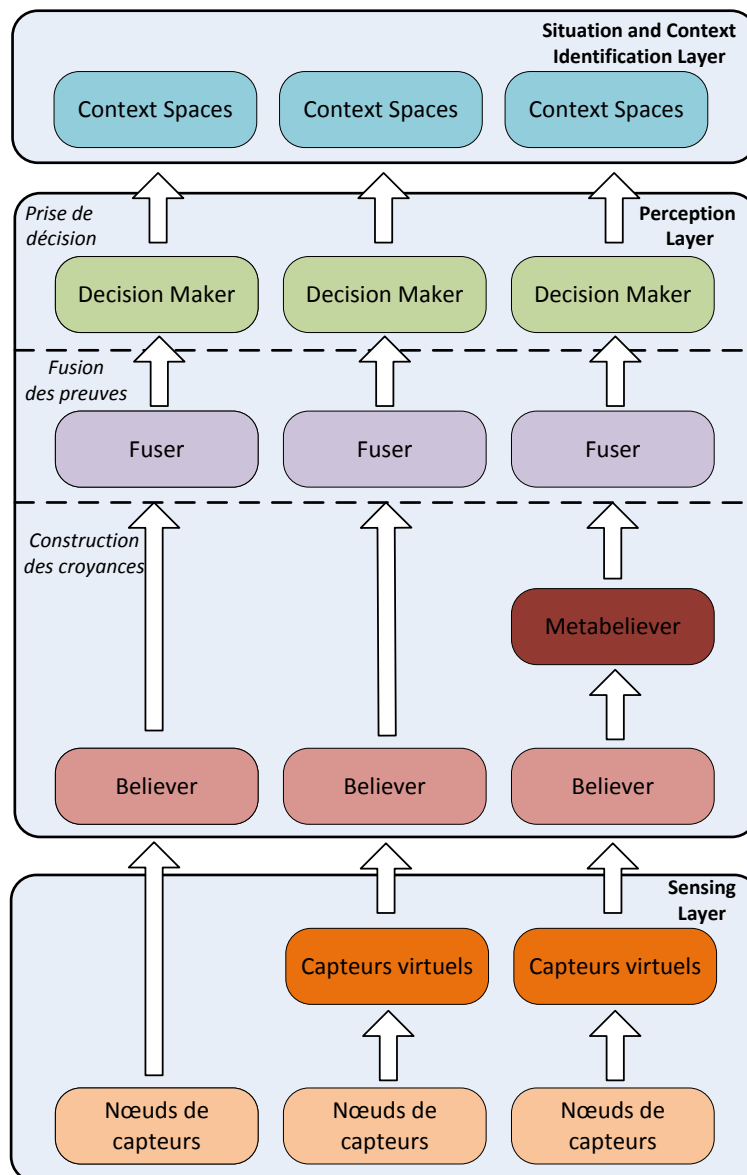 Situation and Context
Identification Layer
Context Spaces
Context Spaces
Context Spaces
Prise de
décision
Perception
Layer
Decision Maker
Decision Maker
Decision Maker
Fusion
des preuves
Fuser
Fuser
Fuser
Construction
des croyances
Metabeliever
Believer
Believer
Believer
Sensing
Layer
Capteurs virtuels
Capteurs virtuels
Nœuds de
capteurs
Nœuds de
capteurs
Nœuds de
capteurs